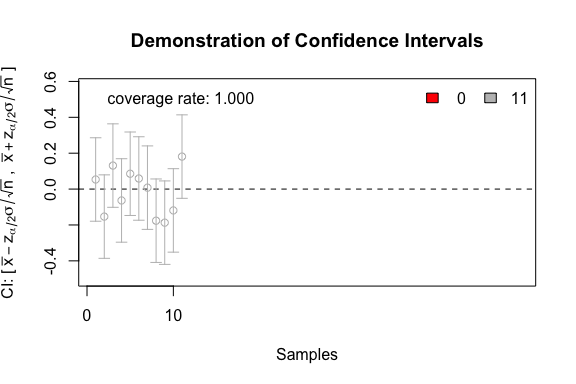 Demonstration of Confidence Intervals
coverage rate: 1.000
0
11
0.6
0.4
0.2
0.0
-0.4
CI: [ x̅ − zα/2σ/√n , x̅ + zα/2σ/√n ]
0
10
Samples